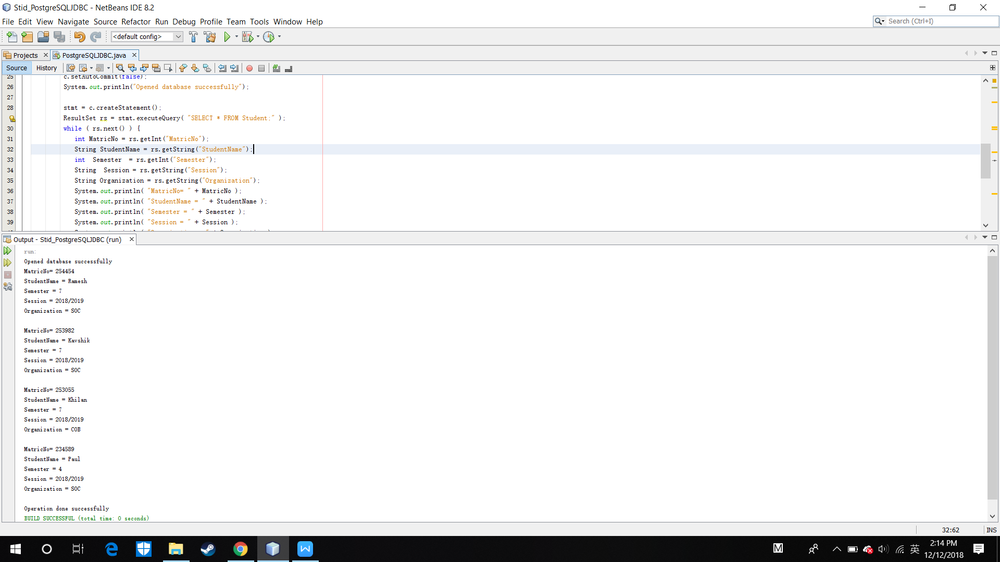 Stid_PostgreSQLJDBC - NetBeans IDE 8.2
File Edit View Navigate Source Refactor Run Debug Profile Team Tools Window Help
Search (Ctrl+I)
<default config>
Projects PostgreSQLJDBC.java
Source History
25 c.setAutoCommit(false);
26 System.out.println("Opened database successfully");
27
28 stmt = c.createStatement();
ResultSet rs = stmt.executeQuery( "SELECT * FROM Student;" );
30 while ( rs.next() ) {
31 int MatricNo = rs.getInt("MatricNo");
32 String StudentName = rs.getString("StudentName");
33 int Semester = rs.getInt("Semester");
34 String Session = rs.getString("Session");
35 String Organization = rs.getString("Organization");
36 System.out.println( "MatricNo= " + MatricNo );
37 System.out.println( "StudentName = " + StudentName );
38 System.out.println( "Semester = " + Semester );
39 System.out.println( "Session = " + Session );
Output - Stid_PostgreSQLJDBC (run)
run:
Opened database successfully
MatricNo= 254454
StudentName = Ramesh
Semester = 7
Session = 2018/2019
Organization = SOC
MatricNo= 253982
StudentName = Kavshik
Semester = 7
Session = 2018/2019
Organization = SOC
MatricNo= 253055
StudentName = Khilan
Semester = 7
Session = 2018/2019
Organization = COB
MatricNo= 234589
StudentName = Paul
Semester = 4
Session = 2018/2019
Organization = SOC
Operation done successfully
BUILD SUCCESSFUL (total time: 0 seconds)
32:62 INS
英
2:14 PM
12/12/2018